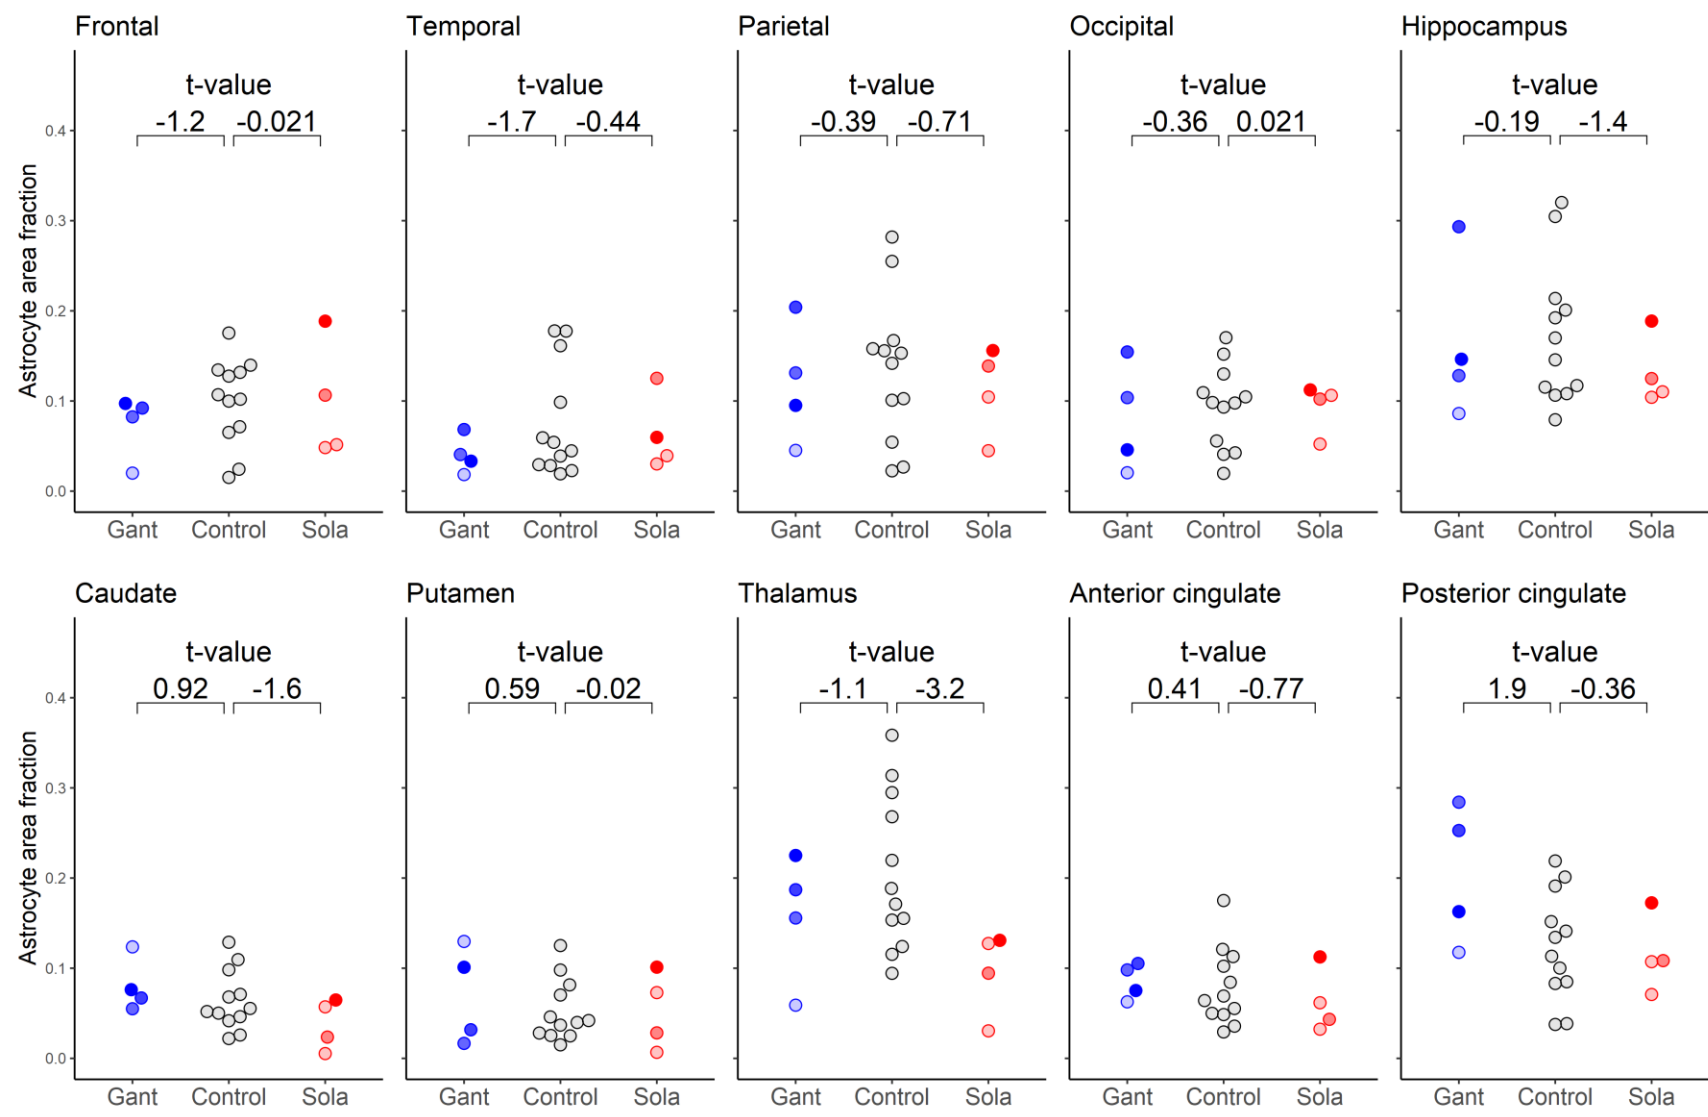 Frontal Temporal Parietal Occipital Hippocampus
t-value t-value t-value t-value t-value
-1.2 -0.021 -1.7 -0.44 -0.39 -0.71 -0.36 0.021 -0.19 -1.4
Astrocyte area fraction
0.4
0.3
0.2
0.1
0.0
Gant Control Sola Gant Control Sola Gant Control Sola Gant Control Sola Gant Control Sola
Caudate Putamen Thalamus Anterior cingulate Posterior cingulate
t-value t-value t-value t-value t-value
0.92 -1.6 0.59 -0.02 -1.1 -3.2 0.41 -0.77 1.9 -0.36
Astrocyte area fraction
0.4
0.3
0.2
0.1
0.0
Gant Control Sola Gant Control Sola Gant Control Sola Gant Control Sola Gant Control Sola